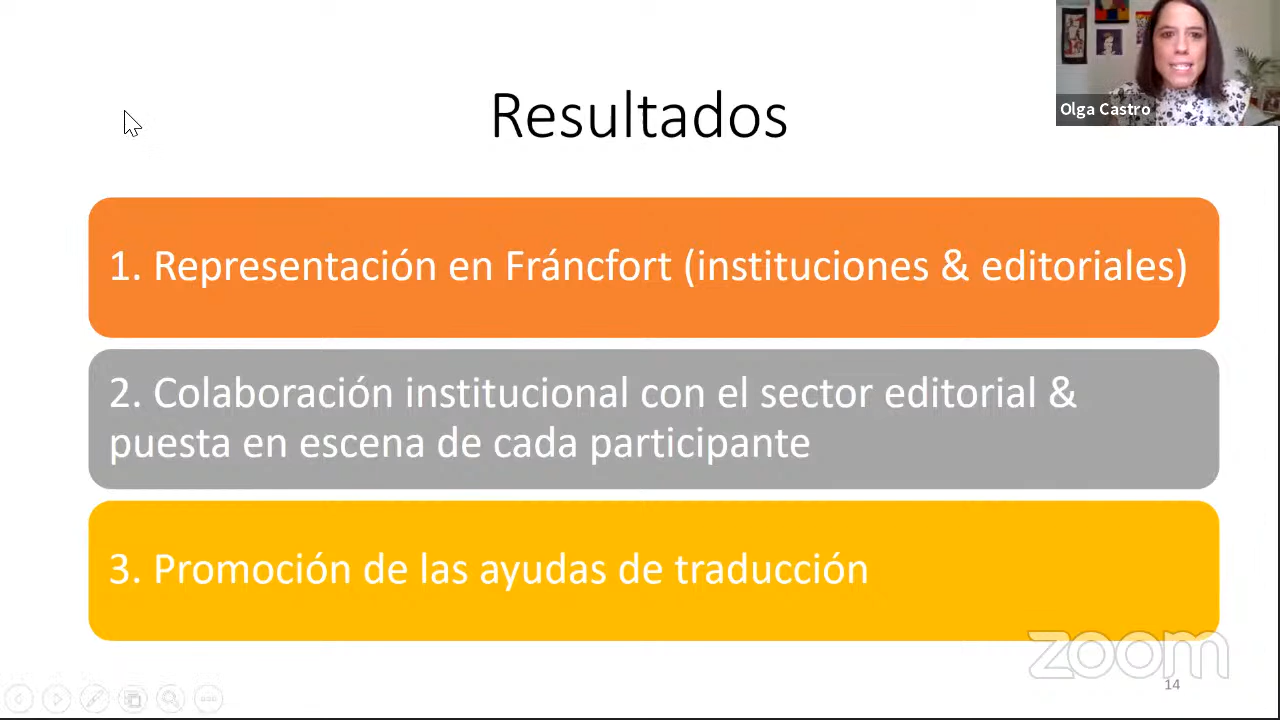 Resultados
Olga Castro
1. Representación en Fráncfort (instituciones & editoriales)
2. Colaboración institucional con el sector editorial &
puesta en escena de cada participante
3. Promoción de las ayudas de traducción
zoom
14